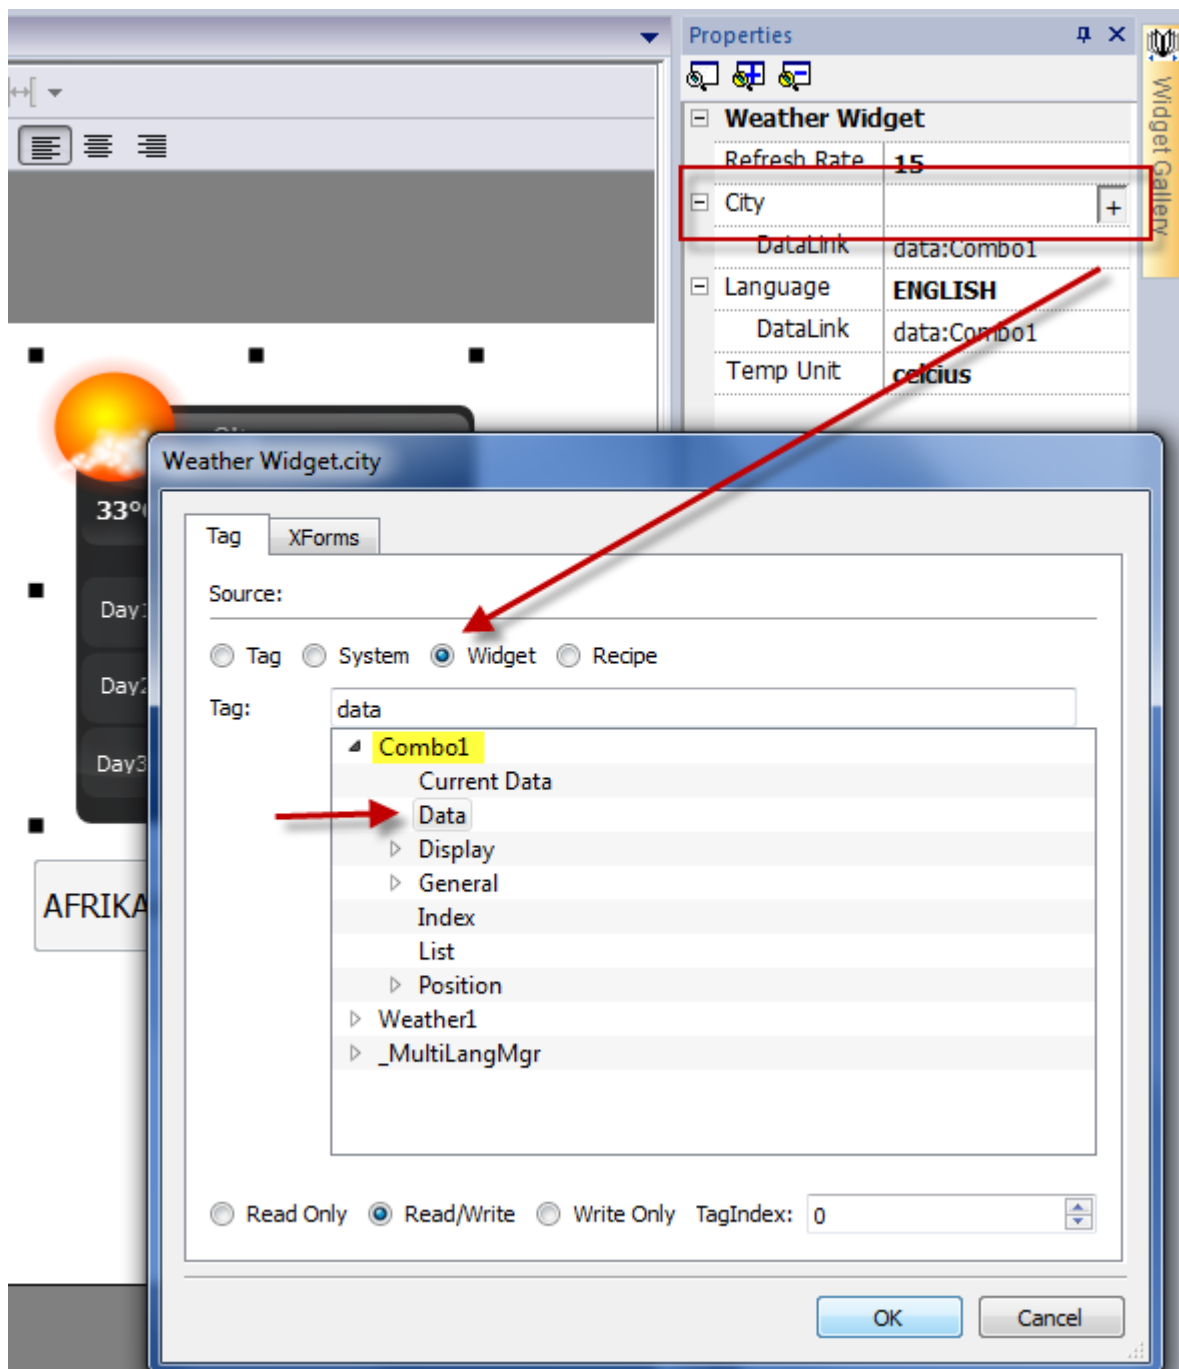 Properties
Widget Gallery
Weather Widget
Refresh Rate 15
City +
DataLink data:Combo1
Language ENGLISH
DataLink data:Combo1
Temp Unit celcius
33°
Day1
Day2
Day3
AFRIKA
Weather Widget.city
Tag XForms
Source:
Tag System Widget Recipe
Tag: data
Combo1
Current Data
Data
Display
General
Index
List
Position
Weather1
_MultiLangMgr
Read Only Read/Write Write Only TagIndex: 0
OK Cancel